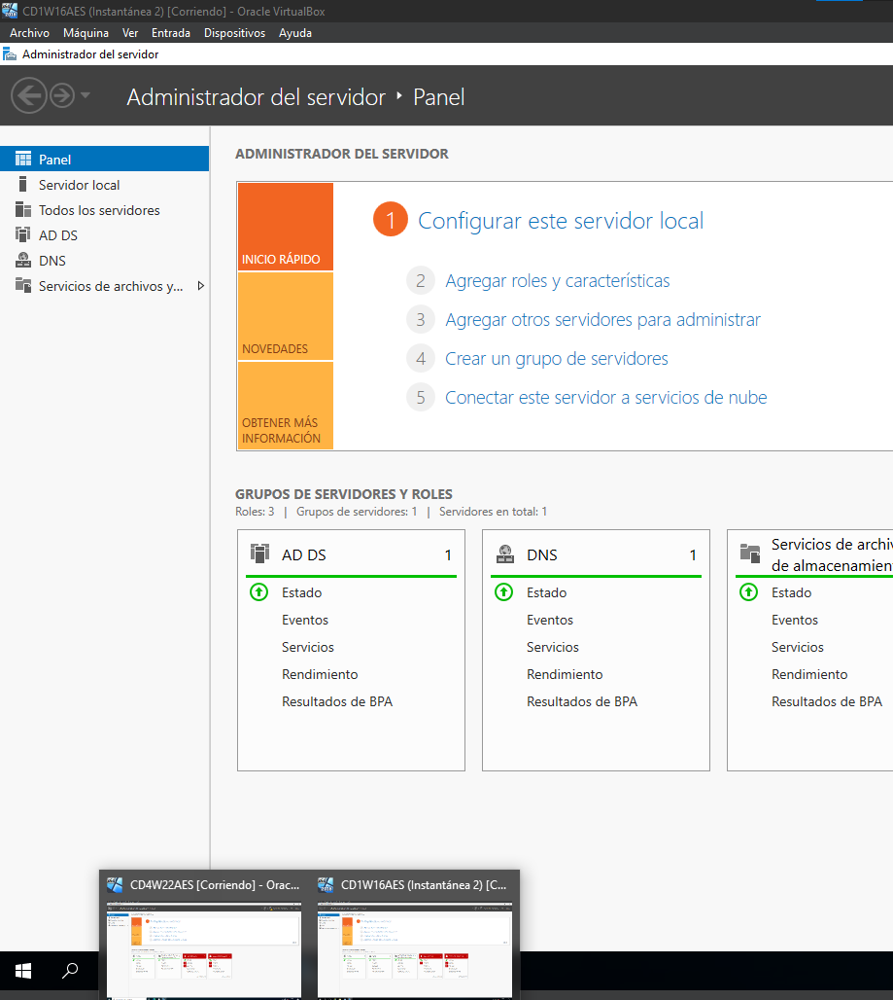 CD1W16AES (Instantánea 2) [Corriendo] - Oracle VirtualBox
Archivo Máquina Ver Entrada Dispositivos Ayuda
Administrador del servidor
Administrador del servidor ‣ Panel
Panel
Servidor local
Todos los servidores
AD DS
DNS
Servicios de archivos y...
ADMINISTRADOR DEL SERVIDOR
INICIO RÁPIDO
NOVEDADES
OBTENER MÁS
INFORMACIÓN
1 Configurar este servidor local
2 Agregar roles y características
3 Agregar otros servidores para administrar
4 Crear un grupo de servidores
5 Conectar este servidor a servicios de nube
GRUPOS DE SERVIDORES Y ROLES
Roles: 3 | Grupos de servidores: 1 | Servidores en total: 1
AD DS 1
Estado
Eventos
Servicios
Rendimiento
Resultados de BPA
DNS 1
Estado
Eventos
Servicios
Rendimiento
Resultados de BPA
Servicios de archi
de almacenamien
Estado
Eventos
Servicios
Rendimiento
Resultados de BPA
CD4W22AES [Corriendo] - Orac...
CD1W16AES (Instantánea 2) [C...